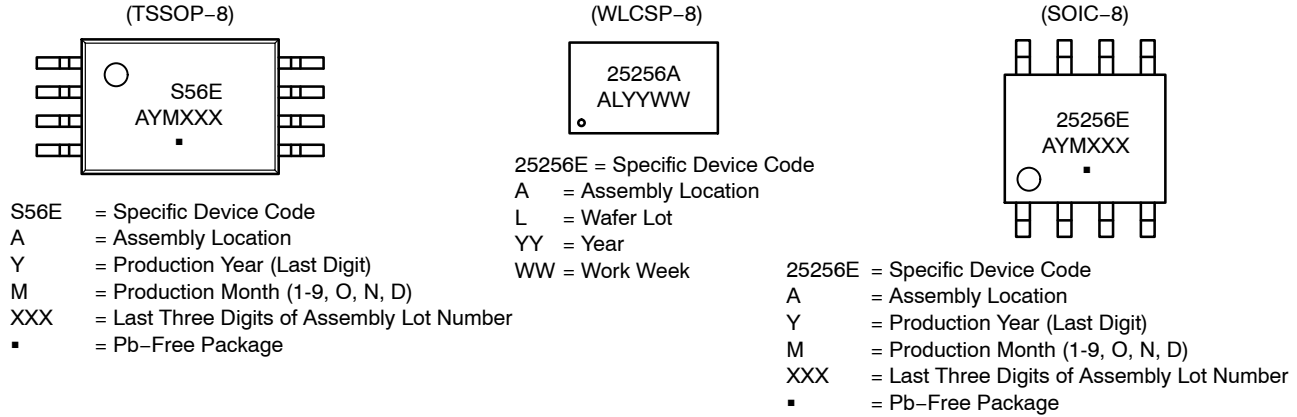 (TSSOP−8)
S56E
AYMXXX
▪
S56E = Specific Device Code
A = Assembly Location
Y = Production Year (Last Digit)
M = Production Month (1-9, O, N, D)
XXX = Last Three Digits of Assembly Lot Number
▪ = Pb−Free Package
(WLCSP−8)
25256A
ALYYWW
25256E = Specific Device Code
A = Assembly Location
L = Wafer Lot
YY = Year
WW = Work Week
(SOIC−8)
25256E
AYMXXX
▪
25256E = Specific Device Code
A = Assembly Location
Y = Production Year (Last Digit)
M = Production Month (1-9, O, N, D)
XXX = Last Three Digits of Assembly Lot Number
▪ = Pb−Free Package